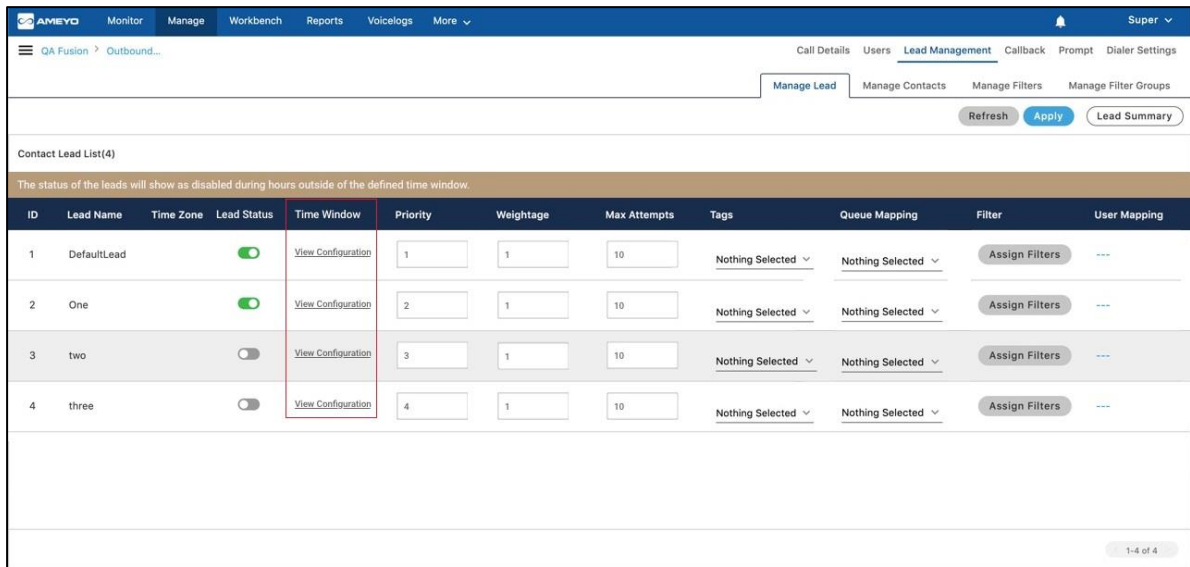 AMEYO Monitor Manage Workbench Reports Voicelogs More Super
QA Fusion > Outbound... Call Details Users Lead Management Callback Prompt Dialer Settings
Manage Lead Manage Contacts Manage Filters Manage Filter Groups
Refresh Apply Lead Summary
Contact Lead List(4)
The status of the leads will show as disabled during hours outside of the defined time window.
ID Lead Name Time Zone Lead Status Time Window Priority Weightage Max Attempts Tags Queue Mapping Filter User Mapping
1 DefaultLead View Configuration 1 1 10 Nothing Selected Nothing Selected Assign Filters ---
2 One View Configuration 2 1 10 Nothing Selected Nothing Selected Assign Filters ---
3 two View Configuration 3 1 10 Nothing Selected Nothing Selected Assign Filters ---
4 three View Configuration 4 1 10 Nothing Selected Nothing Selected Assign Filters ---
1-4 of 4